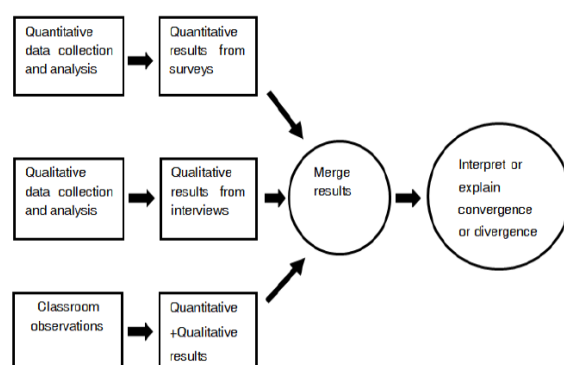 Quantitative
data collection
and analysis
Quantitative
results from
surveys
Qualitative
data collection
and analysis
Qualitative
results from
interviews
Merge
results
Interpret or
explain
convergence
or divergence
Classroom
observations
Quantitative
+Qualitative
results